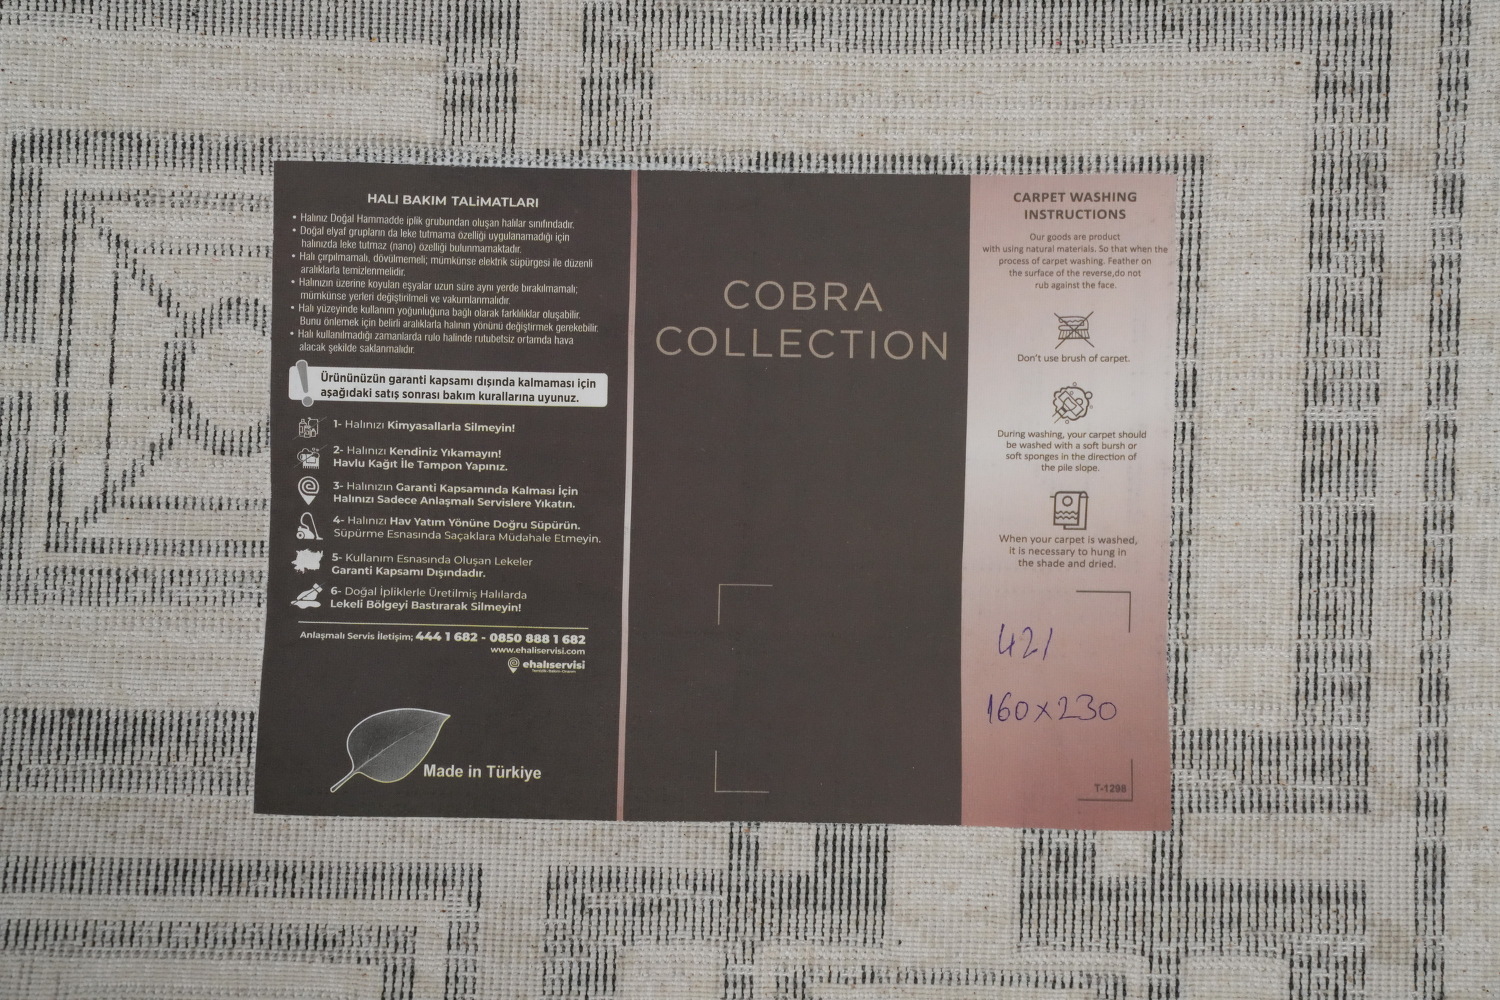 HALI BAKIM TALiMATLARI
• Halınız Doğal Hammadde iplik grubundan oluşan halılar sınıfındadır.
• Doğal elyaf grupların da leke tutmama özelliği uygulanamadığı için
halınızda leke tutmaz (nano) özelliği bulunmamaktadır.
• Halı çırpılmamalı, dövülmemeli; mümkünse elektrik süpürgesi ile düzenli
aralıklarla temizlenmelidir.
• Halınızın üzerine koyulan eşyalar uzun süre aynı yerde bırakılmamalı;
mümkünse yerleri değiştirilmeli ve vakumlanmalıdır.
• Halı yüzeyinde kullanım yoğunluğuna bağlı olarak farklılıklar oluşabilir.
Bunu önlemek için belirli aralıklarla halının yönünü değiştirmek gerekebilir.
• Halı kullanılmadığı zamanlarda rulo halinde rutubetsiz ortamda hava
alacak şekilde saklanmalıdır.
Ürününüzün garanti kapsamı dışında kalmaması için
aşağıdaki satış sonrası bakım kurallarına uyunuz.
1- Halınızı Kimyasallarla Silmeyin!
2- Halınızı Kendiniz Yıkamayın!
Havlu Kağıt İle Tampon Yapınız.
3- Halınızın Garanti Kapsamında Kalması İçin
Halınızı Sadece Anlaşmalı Servislere Yıkatın.
4- Halınızı Hav Yatım Yönüne Doğru Süpürün.
Süpürme Esnasında Saçaklara Müdahale Etmeyin.
5- Kullanım Esnasında Oluşan Lekeler
Garanti Kapsamı Dışındadır.
6- Doğal İpliklerle Üretilmiş Halılarda
Lekeli Bölgeyi Bastırarak Silmeyin!
Anlaşmalı Servis İletişim; 444 1 682 - 0850 888 1 682
www.ehaliservisi.com
ehalıservisi
Made in Türkiye
COBRA
COLLECTION
CARPET WASHING
INSTRUCTIONS
Our goods are product
with using natural materials. So that when the
process of carpet washing. Feather on
the surface of the reverse,do not
rub against the face.
Don't use brush of carpet.
During washing, your carpet should
be washed with a soft bursh or
soft sponges in the direction of
the pile slope.
When your carpet is washed,
it is necessary to hung in
the shade and dried.
421
160x230
T-1298